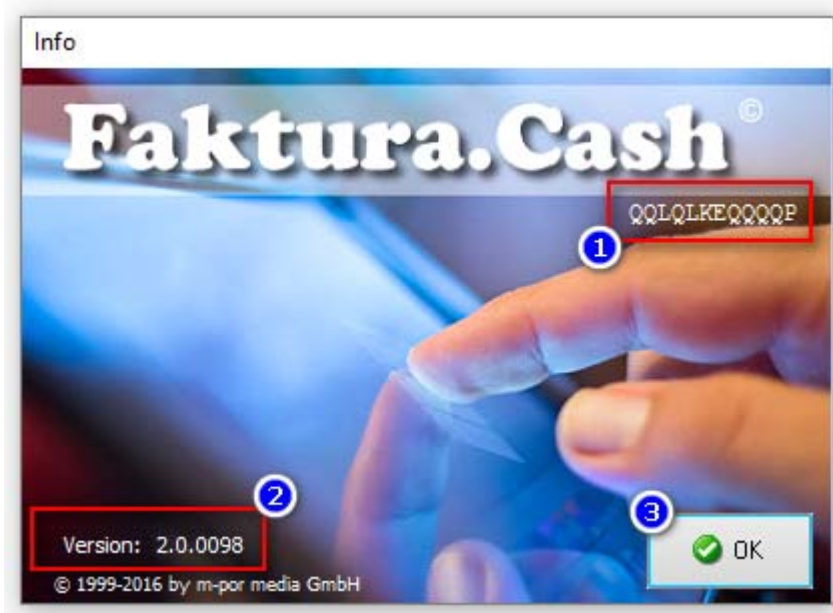 Info
Faktura.Cash ©
QQLQLKEQQQQP
1
2
3
Version: 2.0.0098
OK
© 1999-2016 by m-por media GmbH